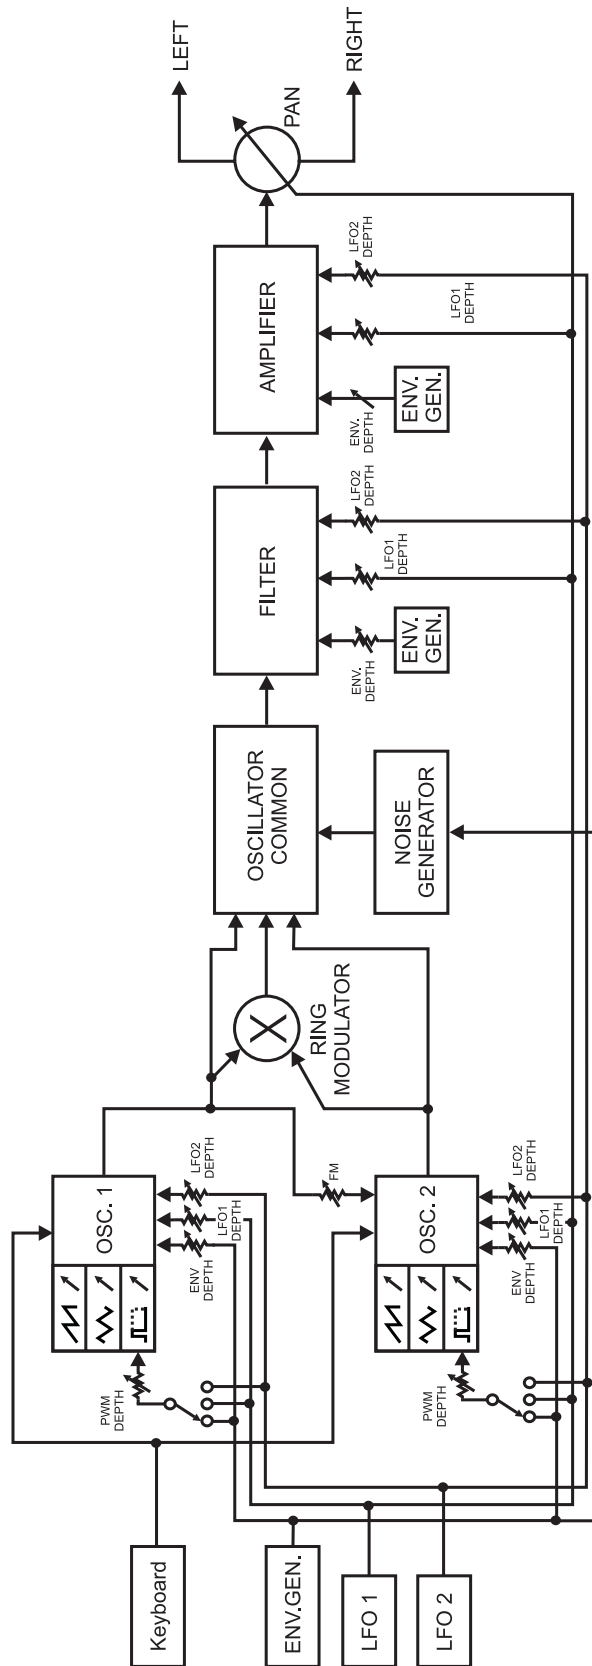 Keyboard
ENV.GEN.
LFO 1
LFO 2
PWM
DEPTH
OSC. 1
ENV
DEPTH
LFO1
DEPTH
LFO2
DEPTH
FM
PWM
DEPTH
OSC. 2
ENV
DEPTH
LFO1
DEPTH
LFO2
DEPTH
X
RING
MODULATOR
OSCILLATOR
COMMON
NOISE
GENERATOR
FILTER
ENV.
DEPTH
LFO1
DEPTH
LFO2
DEPTH
ENV.
GEN.
AMPLIFIER
ENV.
DEPTH
LFO1
DEPTH
LFO2
DEPTH
ENV.
GEN.
PAN
LEFT
RIGHT